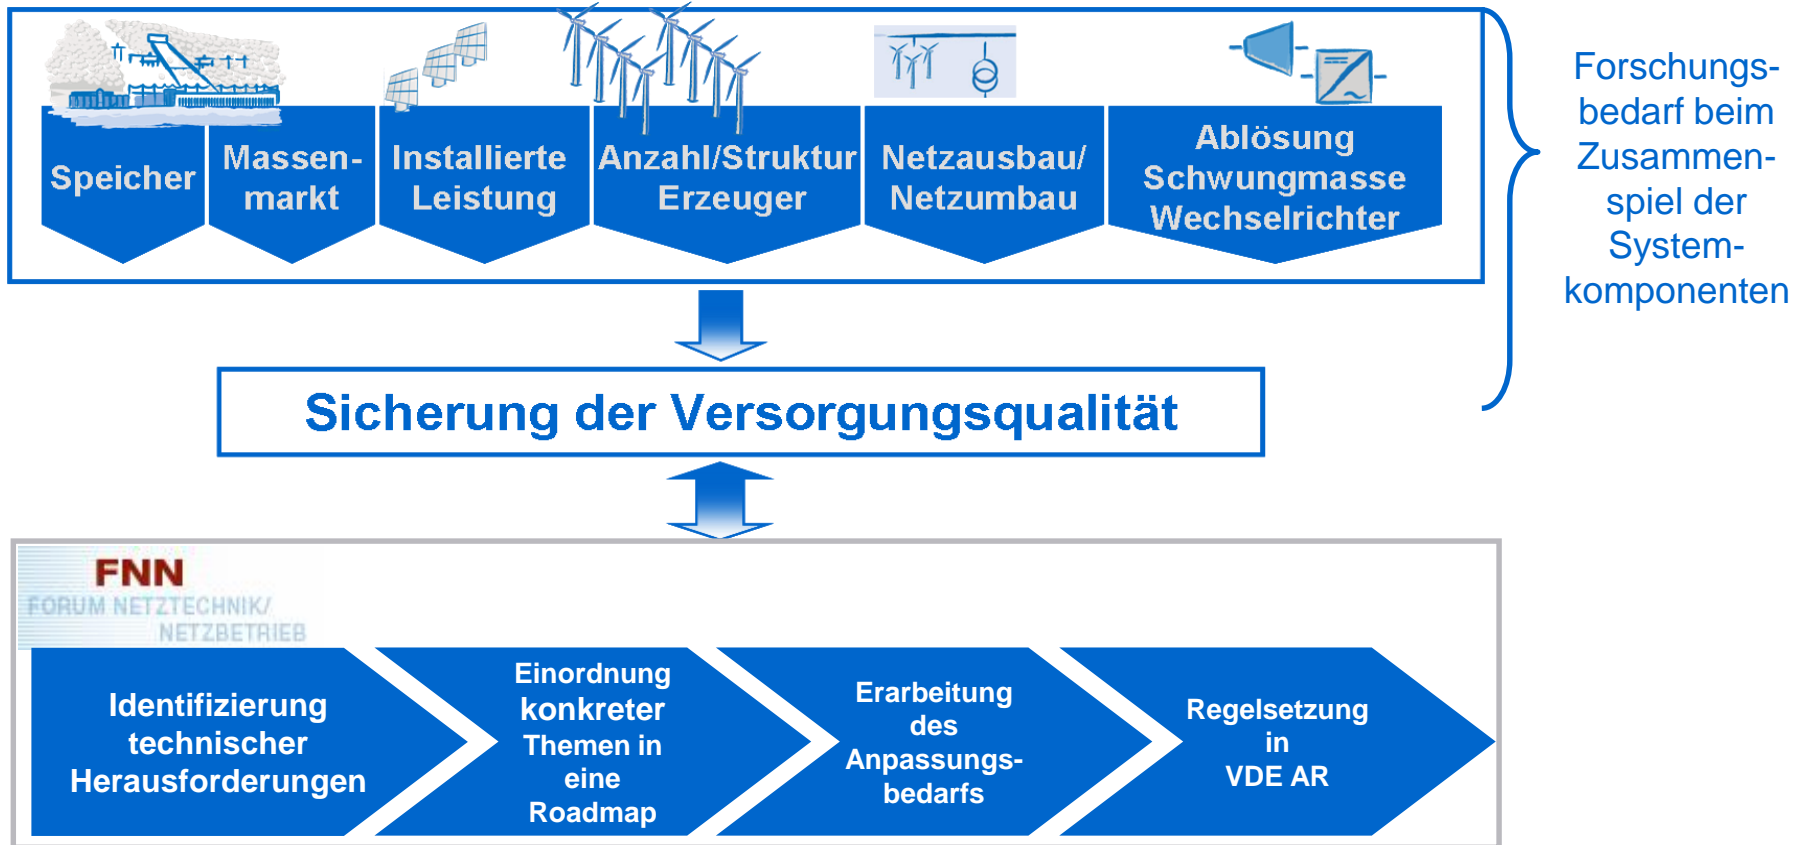 Speicher
Massen-
markt
Installierte
Leistung
Anzahl/Struktur
Erzeuger
Netzausbau/
Netzumbau
Ablösung
Schwungmasse
Wechselrichter
Forschungs-
bedarf beim
Zusammen-
spiel der
System-
komponenten
Sicherung der Versorgungsqualität
FNN
FORUM NETZTECHNIK/
NETZBETRIEB
Identifizierung
technischer
Herausforderungen
Einordnung
konkreter
Themen in
eine
Roadmap
Erarbeitung
des
Anpassungs-
bedarfs
Regelsetzung
in
VDE AR